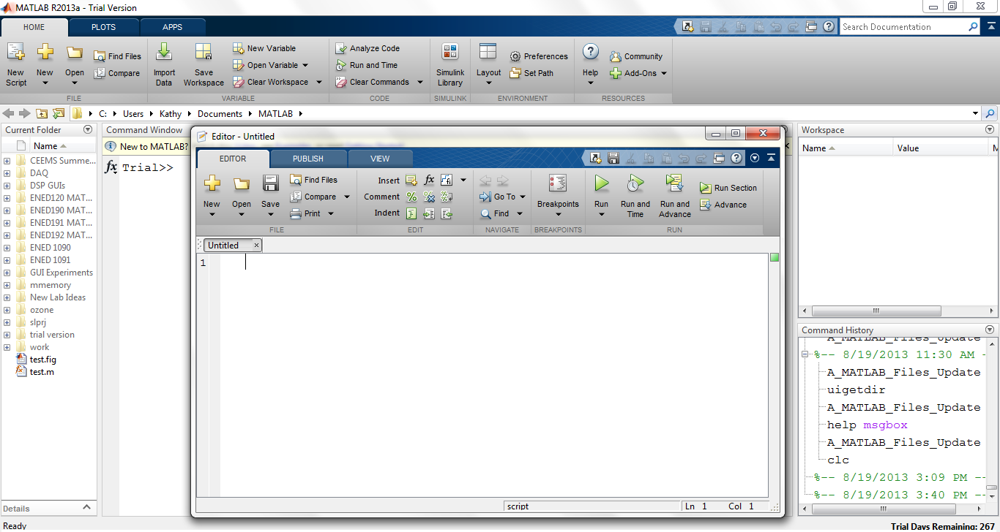 MATLAB R2013a - Trial Version
HOME PLOTS APPS
Search Documentation
New Script
New
Open
Find Files
Compare
FILE
Import Data
Save Workspace
New Variable
Open Variable
Clear Workspace
VARIABLE
Analyze Code
Run and Time
Clear Commands
CODE
Simulink Library
SIMULINK
Layout
Preferences
Set Path
ENVIRONMENT
Help
Community
Add-Ons
RESOURCES
C: Users Kathy Documents MATLAB
Current Folder
Name
CEEMS Summe...
DAQ
DSP GUIs
ENED120 MAT...
ENED190 MAT...
ENED191 MAT...
ENED192 MAT...
ENED 1090
ENED 1091
GUI Experiments
mmemory
New Lab Ideas
ozone
slprj
trial version
work
test.fig
test.m
Details
Ready
Command Window
New to MATLAB?
fx Trial>>
Editor - Untitled
EDITOR PUBLISH VIEW
New
Open
Save
Find Files
Compare
Print
FILE
Insert fx
Comment
Indent
EDIT
Go To
Find
NAVIGATE
Breakpoints
BREAKPOINTS
Run
Run and Time
Run and Advance
Run Section
Advance
RUN
Untitled
1
script
Ln 1 Col 1
Workspace
Name Value M
Command History
A_MATLAB_Files_Update
%-- 8/19/2013 11:30 AM -
A_MATLAB_Files_Update
uigetdir
A_MATLAB_Files_Update
help msgbox
A_MATLAB_Files_Update
clc
%-- 8/19/2013 3:09 PM --
%-- 8/19/2013 3:40 PM --
Trial Days Remaining: 267